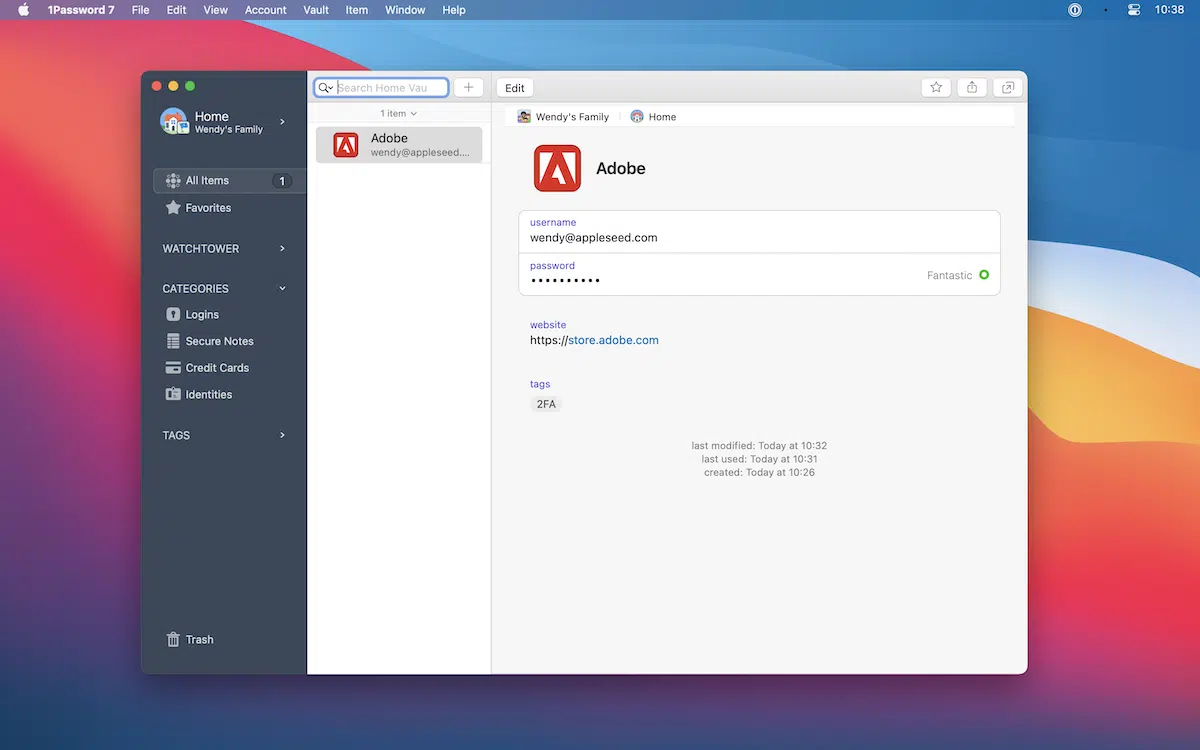 1Password 7 File Edit View Account Vault Item Window Help 10:38
Home
Wendy's Family
All Items 1
Favorites
WATCHTOWER
CATEGORIES
Logins
Secure Notes
Credit Cards
Identities
TAGS
Trash
Search Home Vau
1 item
Adobe
wendy@appleseed....
Edit
Wendy's Family Home
Adobe
username
wendy@appleseed.com
password
•••••••••• Fantastic
website
https://store.adobe.com
tags
2FA
last modified: Today at 10:32
last used: Today at 10:31
created: Today at 10:26